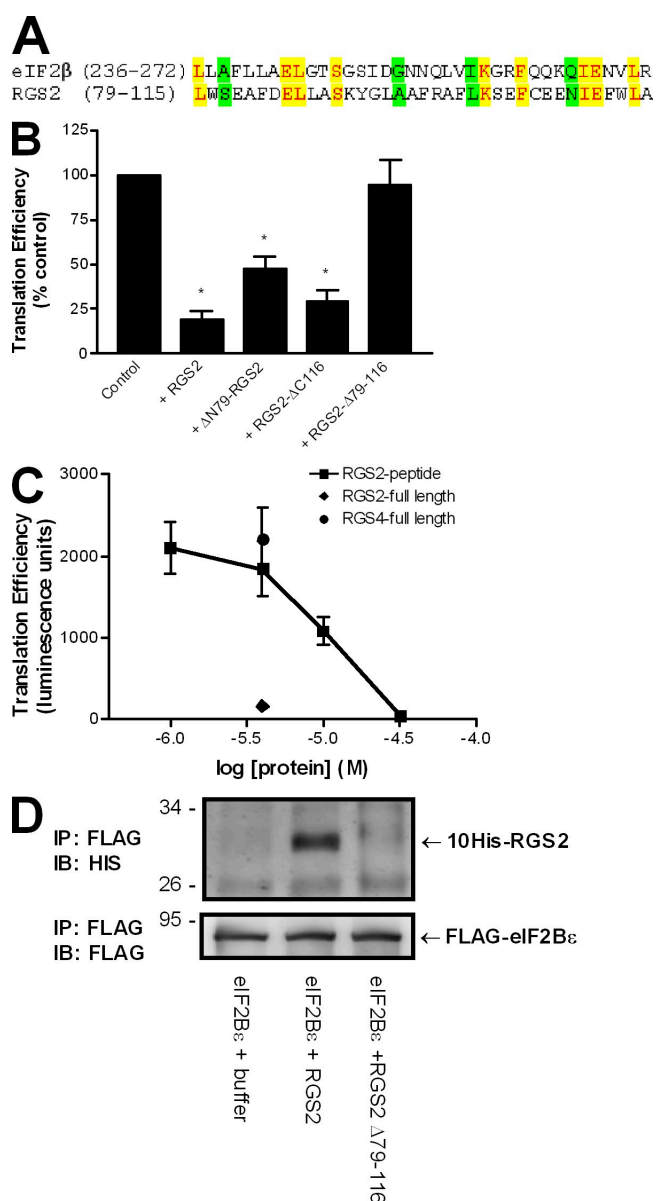 A
eIF2β (236-272) LLAFLLAELGTSGSIDGNNQLVIKGRFQQKQIENVLR
RGS2 (79-115) LWSEAFDELLASKYGLAAFRAFLKSEFCEENIEFWLA
B
Translation Efficiency
(% control)
125
100
75
50
25
0
*
*
*
Control
+ RGS2
+ ΔN79-RGS2
+ RGS2-ΔC116
+ RGS2-Δ79-116
C
Translation Efficiency
(luminescence units)
3000
2000
1000
0
RGS2-peptide
RGS2-full length
RGS4-full length
-6.0 -5.5 -5.0 -4.5 -4.0
log [protein] (M)
D
34 -
IP: FLAG
IB: HIS
← 10His-RGS2
26 -
95 -
IP: FLAG
IB: FLAG
← FLAG-eIF2Bε
eIF2Bε + buffer
eIF2Bε + RGS2
eIF2Bε +RGS2 Δ79-116